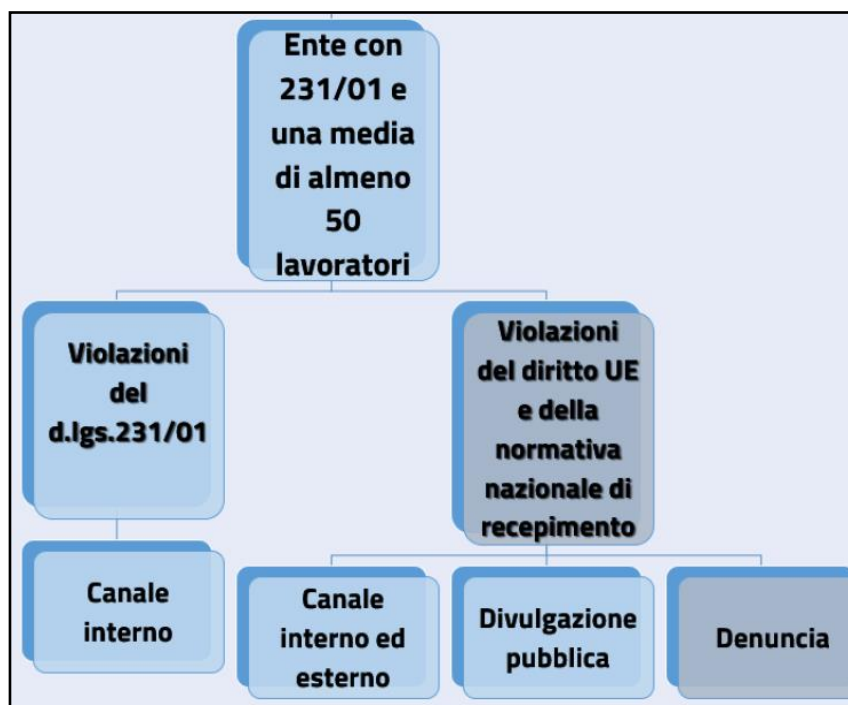 Ente con
231/01 e
una media
di almeno
50
lavoratori
Violazioni
del
d.lgs.231/01
Violazioni
del diritto UE
e della
normativa
nazionale di
recepimento
Canale
interno
Canale
interno ed
esterno
Divulgazione
pubblica
Denuncia